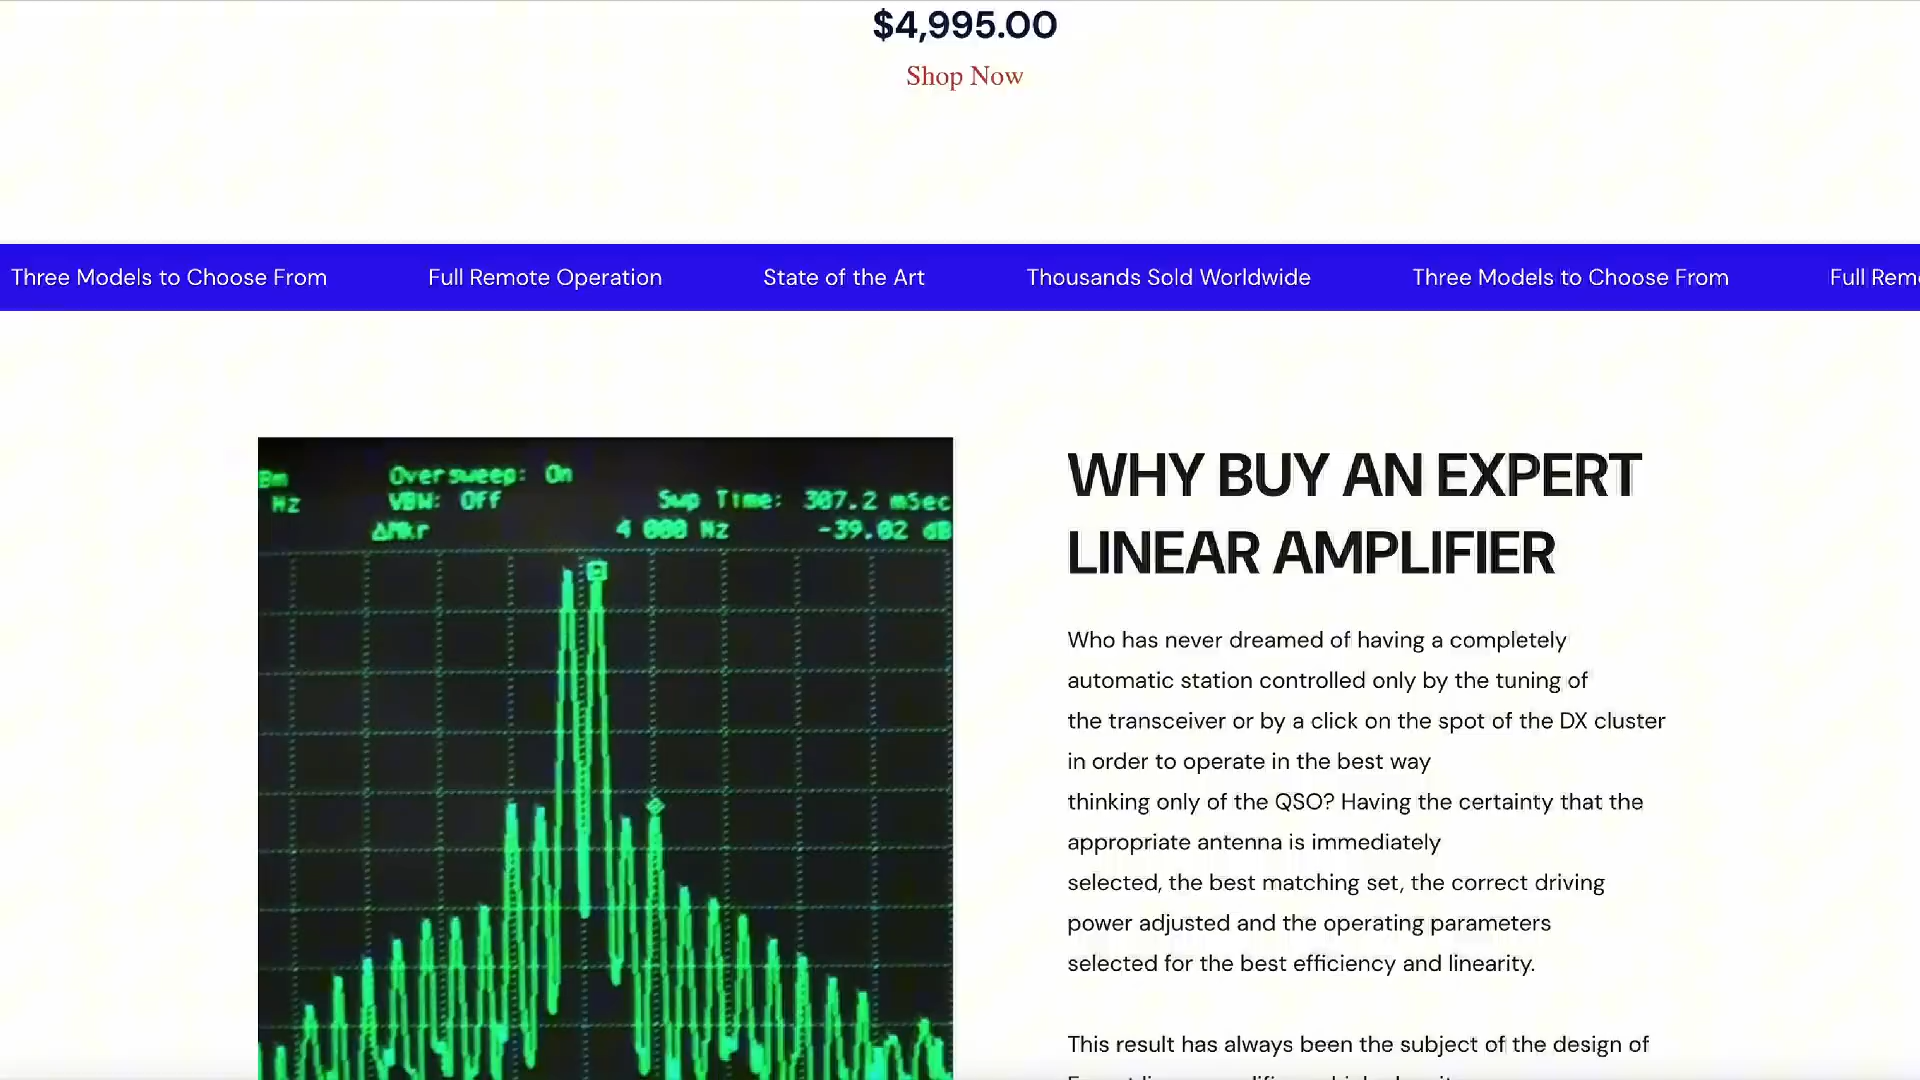 $4,995.00
Shop Now
Three Models to Choose From Full Remote Operation State of the Art Thousands Sold Worldwide Three Models to Choose From Full Rem
Oversweep: On
VBW: Off Swp Time: 307.2 mSec
Hz
ΔMkr 4 000 Hz -39.02 dB
WHY BUY AN EXPERT
LINEAR AMPLIFIER
Who has never dreamed of having a completely
automatic station controlled only by the tuning of
the transceiver or by a click on the spot of the DX cluster
in order to operate in the best way
thinking only of the QSO? Having the certainty that the
appropriate antenna is immediately
selected, the best matching set, the correct driving
power adjusted and the operating parameters
selected for the best efficiency and linearity.
This result has always been the subject of the design of